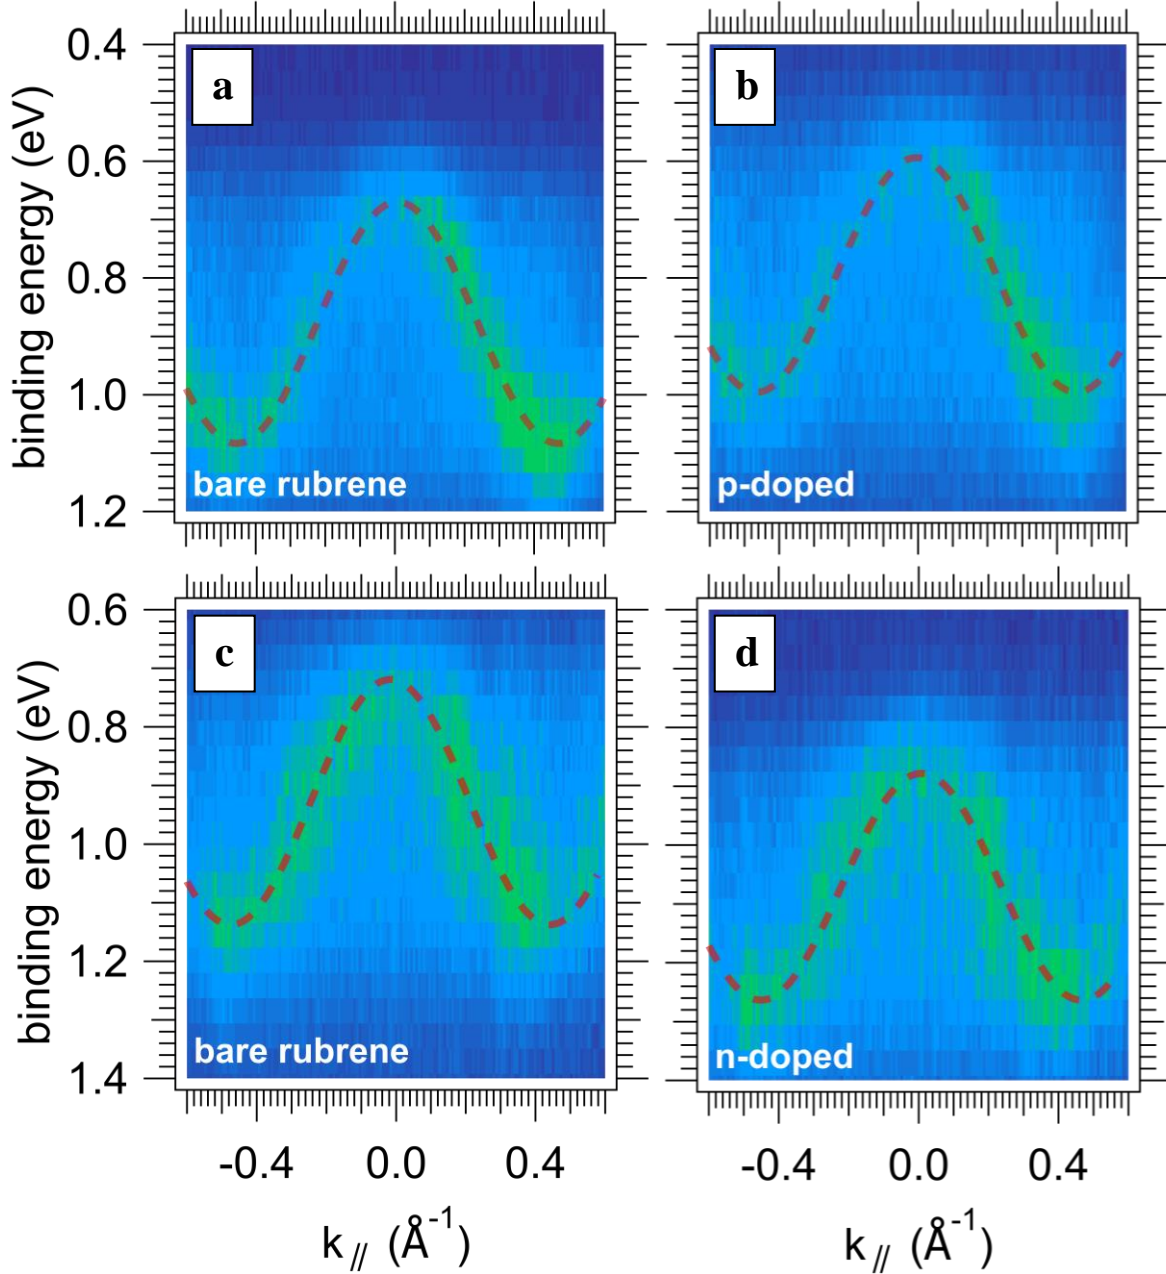 a
b
0.4
0.6
0.8
1.0
1.2
binding energy (eV)
bare rubrene
p-doped
c
d
0.6
0.8
1.0
1.2
1.4
binding energy (eV)
bare rubrene
n-doped
-0.4 0.0 0.4
-0.4 0.0 0.4
k// (Å-1)
k// (Å-1)